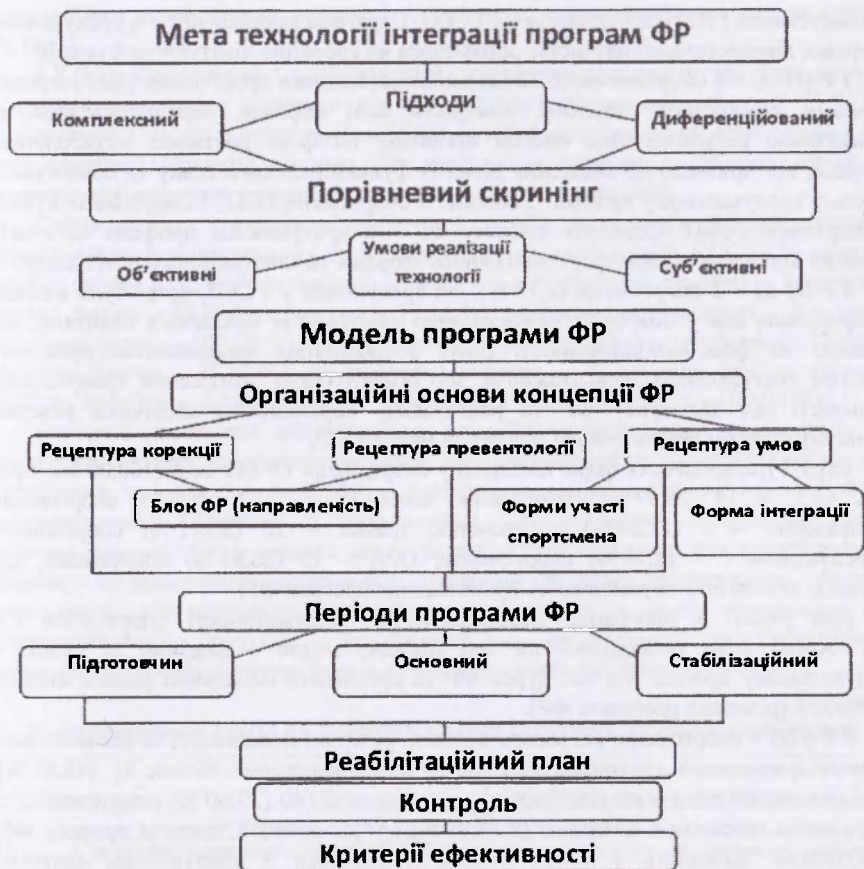 Мета технології інтеграції програм ФР
Підходи
Комплексний
Диференційований
Порівневий скринінг
Умови реалізації
технології
Об'єктивні
Суб'єктивні
Модель програми ФР
Організаційні основи концепції ФР
Рецептура корекції
Рецептура превентології
Рецептура умов
Блок ФР (направленість)
Форми участі
спортсмена
Форма інтеграції
Періоди програми ФР
Підготовчин
Основний
Стабілізаційний
Реабілітаційний план
Контроль
Критерії ефективності